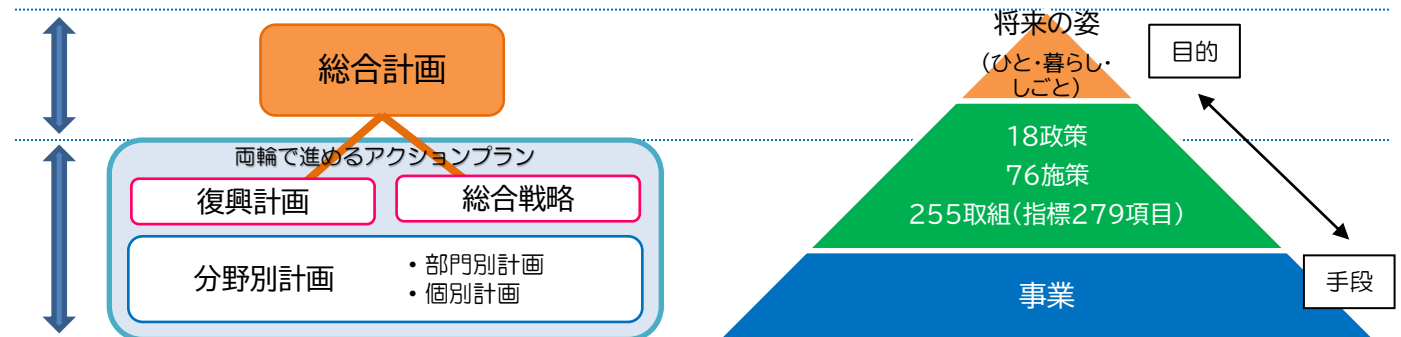 総合計画
両輪で進めるアクションプラン
復興計画
総合戦略
分野別計画
・部門別計画
・個別計画
将来の姿
(ひと・暮らし・
しごと)
目的
18政策
76施策
255取組(指標279項目)
手段
事業